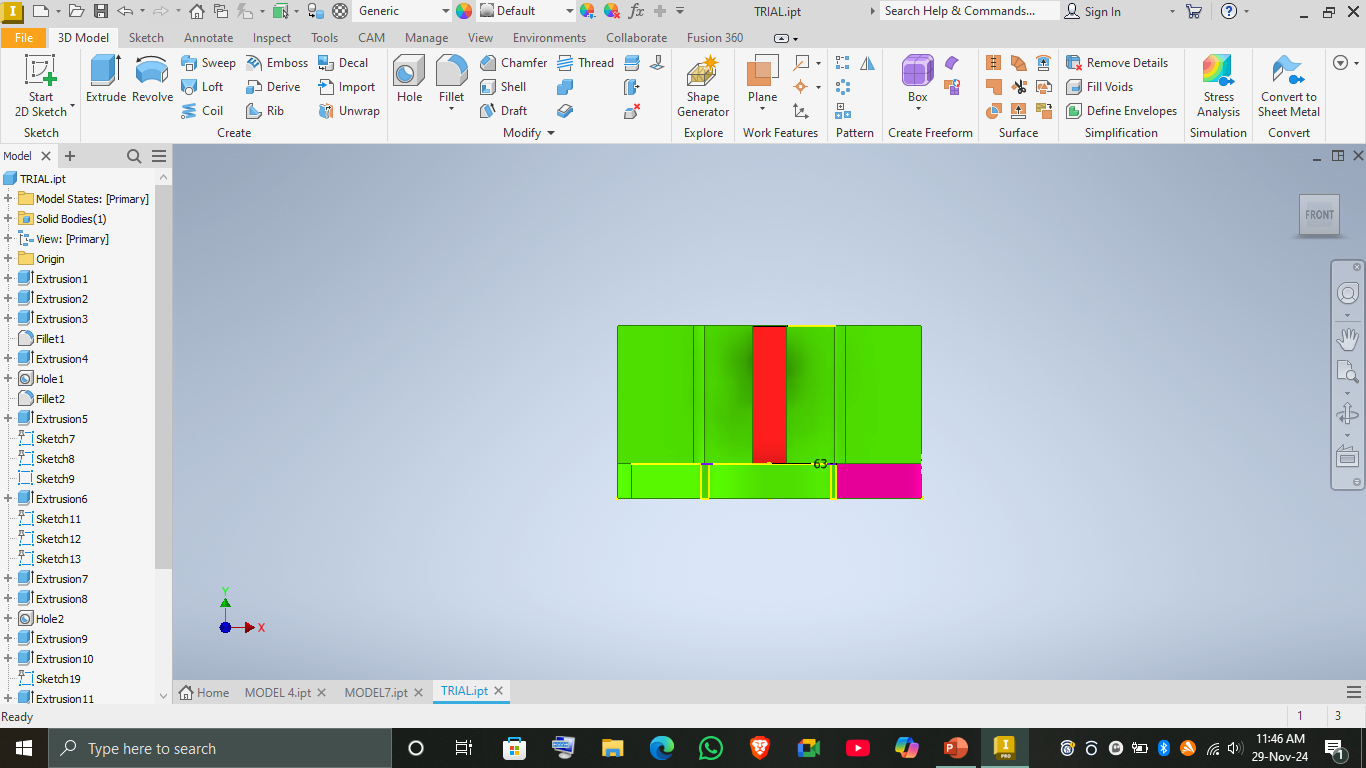 I PRO Generic Default fx TRIAL.ipt Search Help & Commands... Sign In
File 3D Model Sketch Annotate Inspect Tools CAM Manage View Environments Collaborate Fusion 360
Start 2D Sketch Extrude Revolve Sweep Emboss Decal Hole Fillet Chamfer Thread Shape Generator Plane Box Remove Details Stress Analysis Convert to Sheet Metal
Loft Derive Import Shell Fill Voids
Coil Rib Unwrap Draft Define Envelopes
Sketch Create Modify Explore Work Features Pattern Create Freeform Surface Simplification Simulation Convert
Model
TRIAL.ipt
Model States: [Primary]
Solid Bodies(1)
View: [Primary]
Origin
Extrusion1
Extrusion2
Extrusion3
Fillet1
Extrusion4
Hole1
Fillet2
Extrusion5
Sketch7
Sketch8
Sketch9
Extrusion6
Sketch11
Sketch12
Sketch13
Extrusion7
Extrusion8
Hole2
Extrusion9
Extrusion10
Sketch19
Extrusion11
FRONT
63
Y
X
Home MODEL 4.ipt MODEL7.ipt TRIAL.ipt
Ready 1 3
Type here to search 11:46 AM
29-Nov-24 1